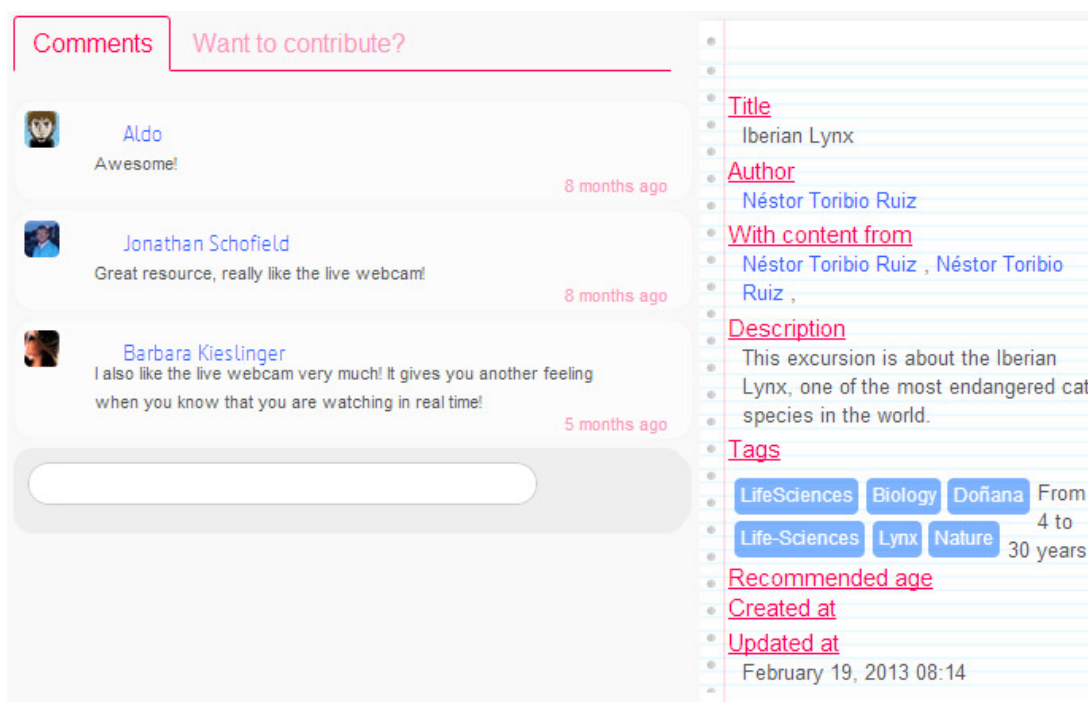 Comments
Want to contribute?
Aldo
Awesome!
8 months ago
Jonathan Schofield
Great resource, really like the live webcam!
8 months ago
Barbara Kieslinger
I also like the live webcam very much! It gives you another feeling
when you know that you are watching in real time!
5 months ago
Title
Iberian Lynx
Author
Néstor Toribio Ruiz
With content from
Néstor Toribio Ruiz , Néstor Toribio
Ruiz ,
Description
This excursion is about the Iberian
Lynx, one of the most endangered cat
species in the world.
Tags
LifeSciences Biology Doñana From
4 to
Life-Sciences Lynx Nature 30 years
Recommended age
Created at
Updated at
February 19, 2013 08:14